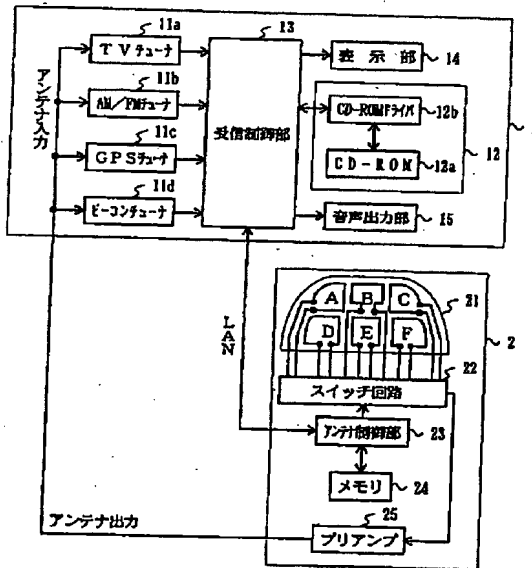 11a
TVチューナ
11b
AM/FMチューナ
11c
GPSチューナ
11d
ビーコンチューナ
アンテナ入力
13
受信制御部
表示部
14
CD-ROMドライバ
12b
CD-ROM
12a
12
音声出力部
15
LAN
A
B
C
D
E
F
21
2
22
スイッチ回路
アンテナ制御部
23
メモリ
24
25
プリアンプ
アンテナ出力